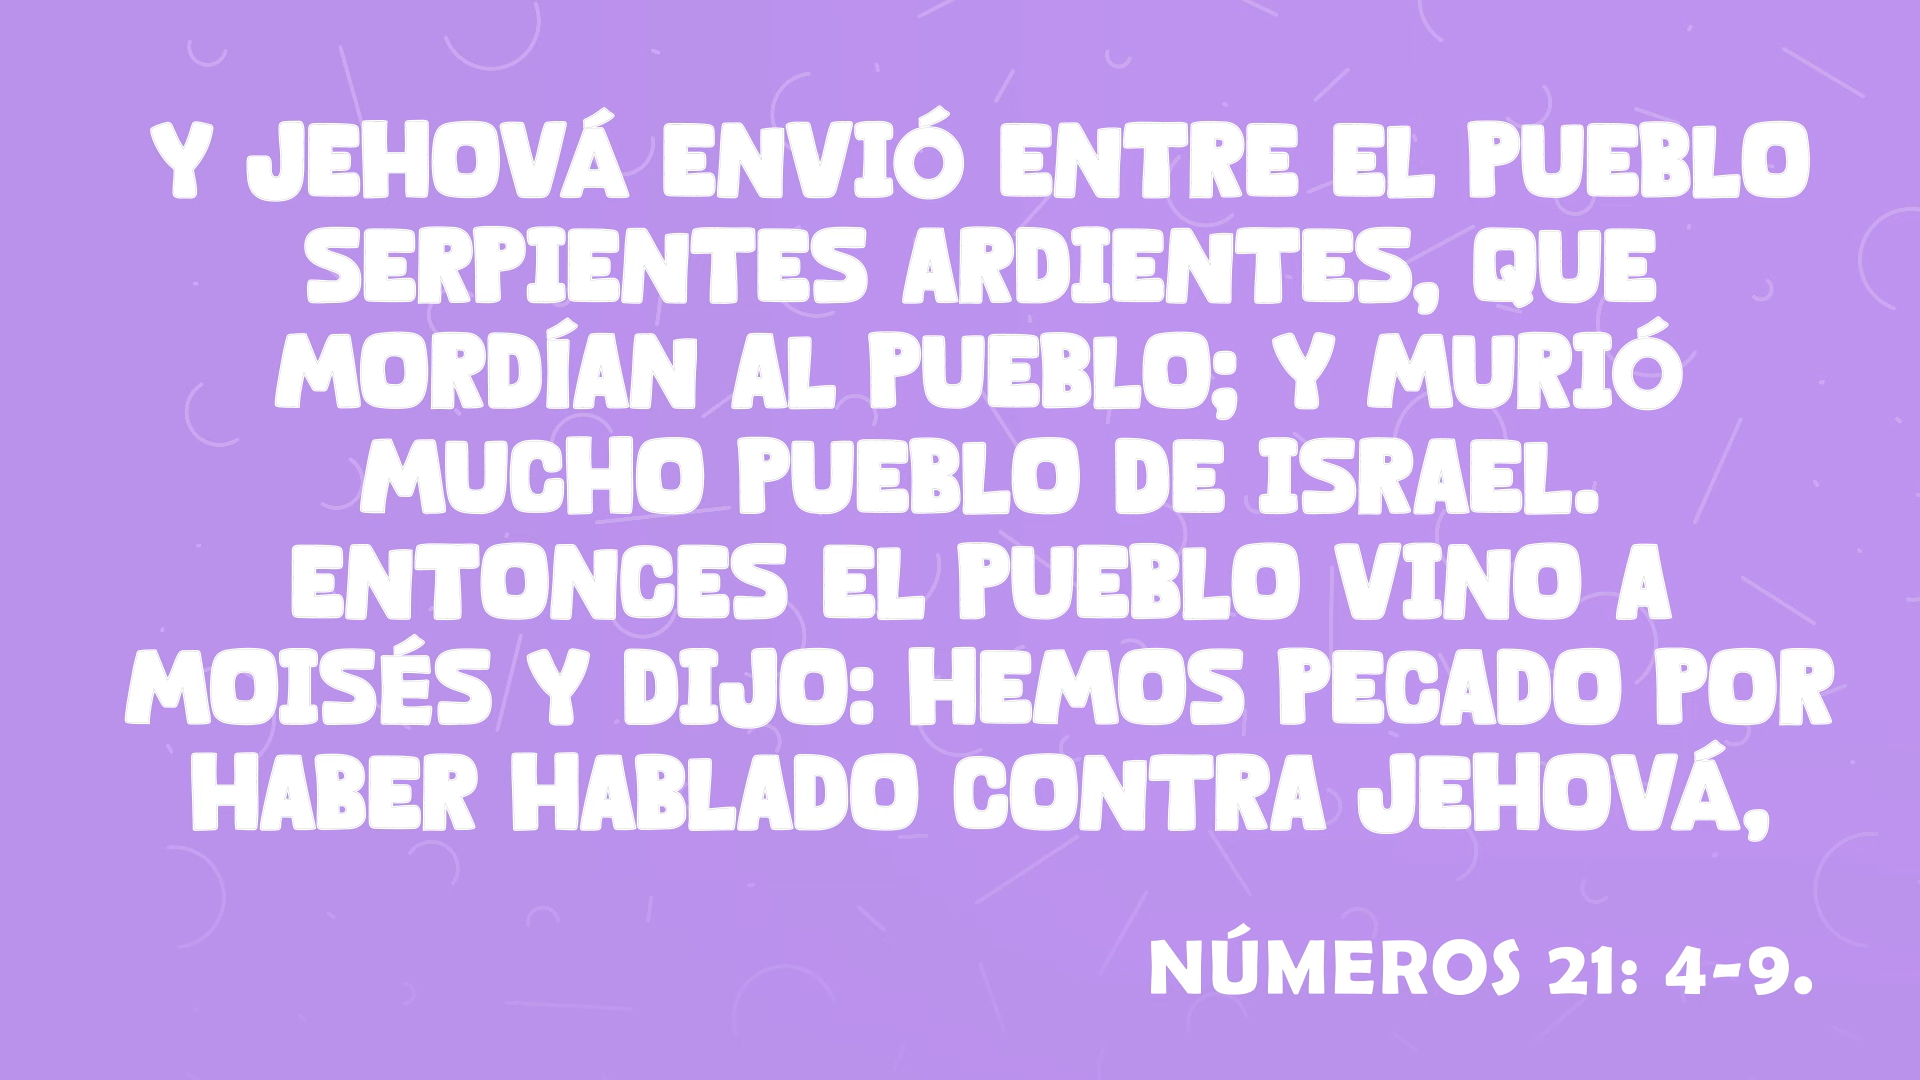 Y JEHOVÁ ENVIÓ ENTRE EL PUEBLO
SERPIENTES ARDIENTES, QUE
MORDÍAN AL PUEBLO; Y MURIÓ
MUCHO PUEBLO DE ISRAEL.
ENTONCES EL PUEBLO VINO A
MOISÉS Y DIJO: HEMOS PECADO POR
HABER HABLADO CONTRA JEHOVÁ,
NÚMEROS 21: 4-9.